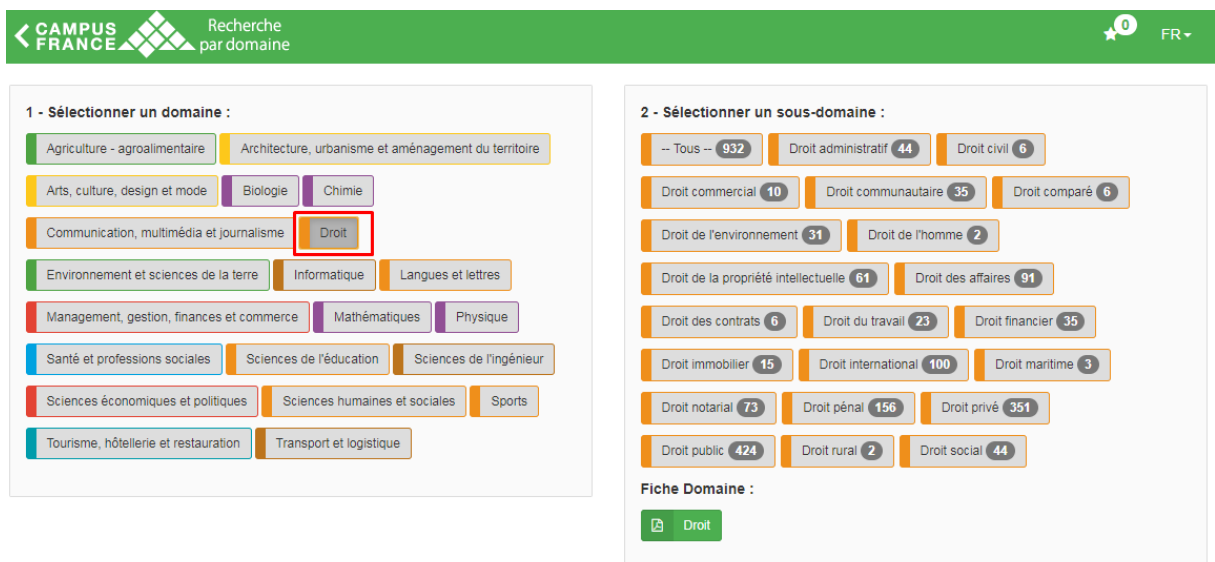 CAMPUS FRANCE
Recherche par domaine
0
FR
1 - Sélectionner un domaine :
Agriculture - agroalimentaire
Architecture, urbanisme et aménagement du territoire
Arts, culture, design et mode
Biologie
Chimie
Communication, multimédia et journalisme
Droit
Environnement et sciences de la terre
Informatique
Langues et lettres
Management, gestion, finances et commerce
Mathématiques
Physique
Santé et professions sociales
Sciences de l'éducation
Sciences de l'ingénieur
Sciences économiques et politiques
Sciences humaines et sociales
Sports
Tourisme, hôtellerie et restauration
Transport et logistique
2 - Sélectionner un sous-domaine :
-- Tous -- 932
Droit administratif 44
Droit civil 6
Droit commercial 10
Droit communautaire 35
Droit comparé 6
Droit de l'environnement 31
Droit de l'homme 2
Droit de la propriété intellectuelle 61
Droit des affaires 91
Droit des contrats 6
Droit du travail 23
Droit financier 35
Droit immobilier 15
Droit international 100
Droit maritime 3
Droit notarial 73
Droit pénal 156
Droit privé 351
Droit public 424
Droit rural 2
Droit social 44
Fiche Domaine :
Droit